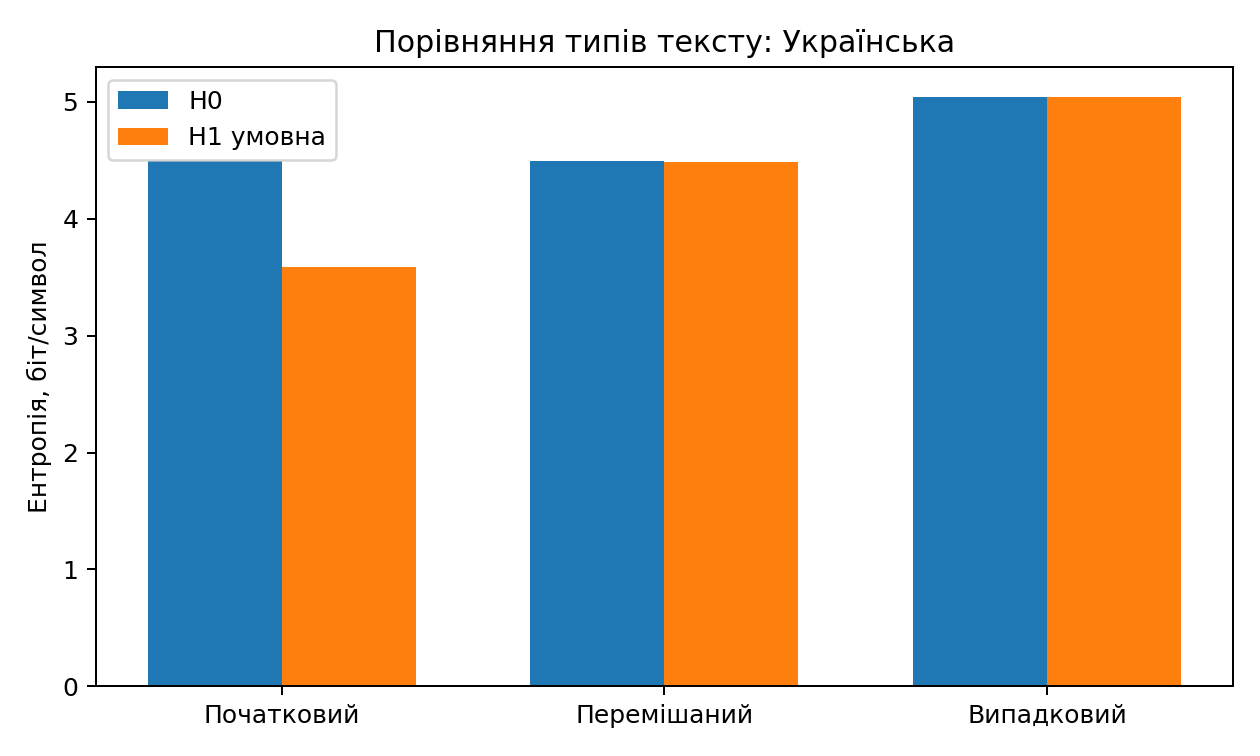 Порівняння типів тексту: Українська
H0
H1 умовна
Ентропія, біт/символ
5
4
3
2
1
0
Початковий
Перемішаний
Випадковий